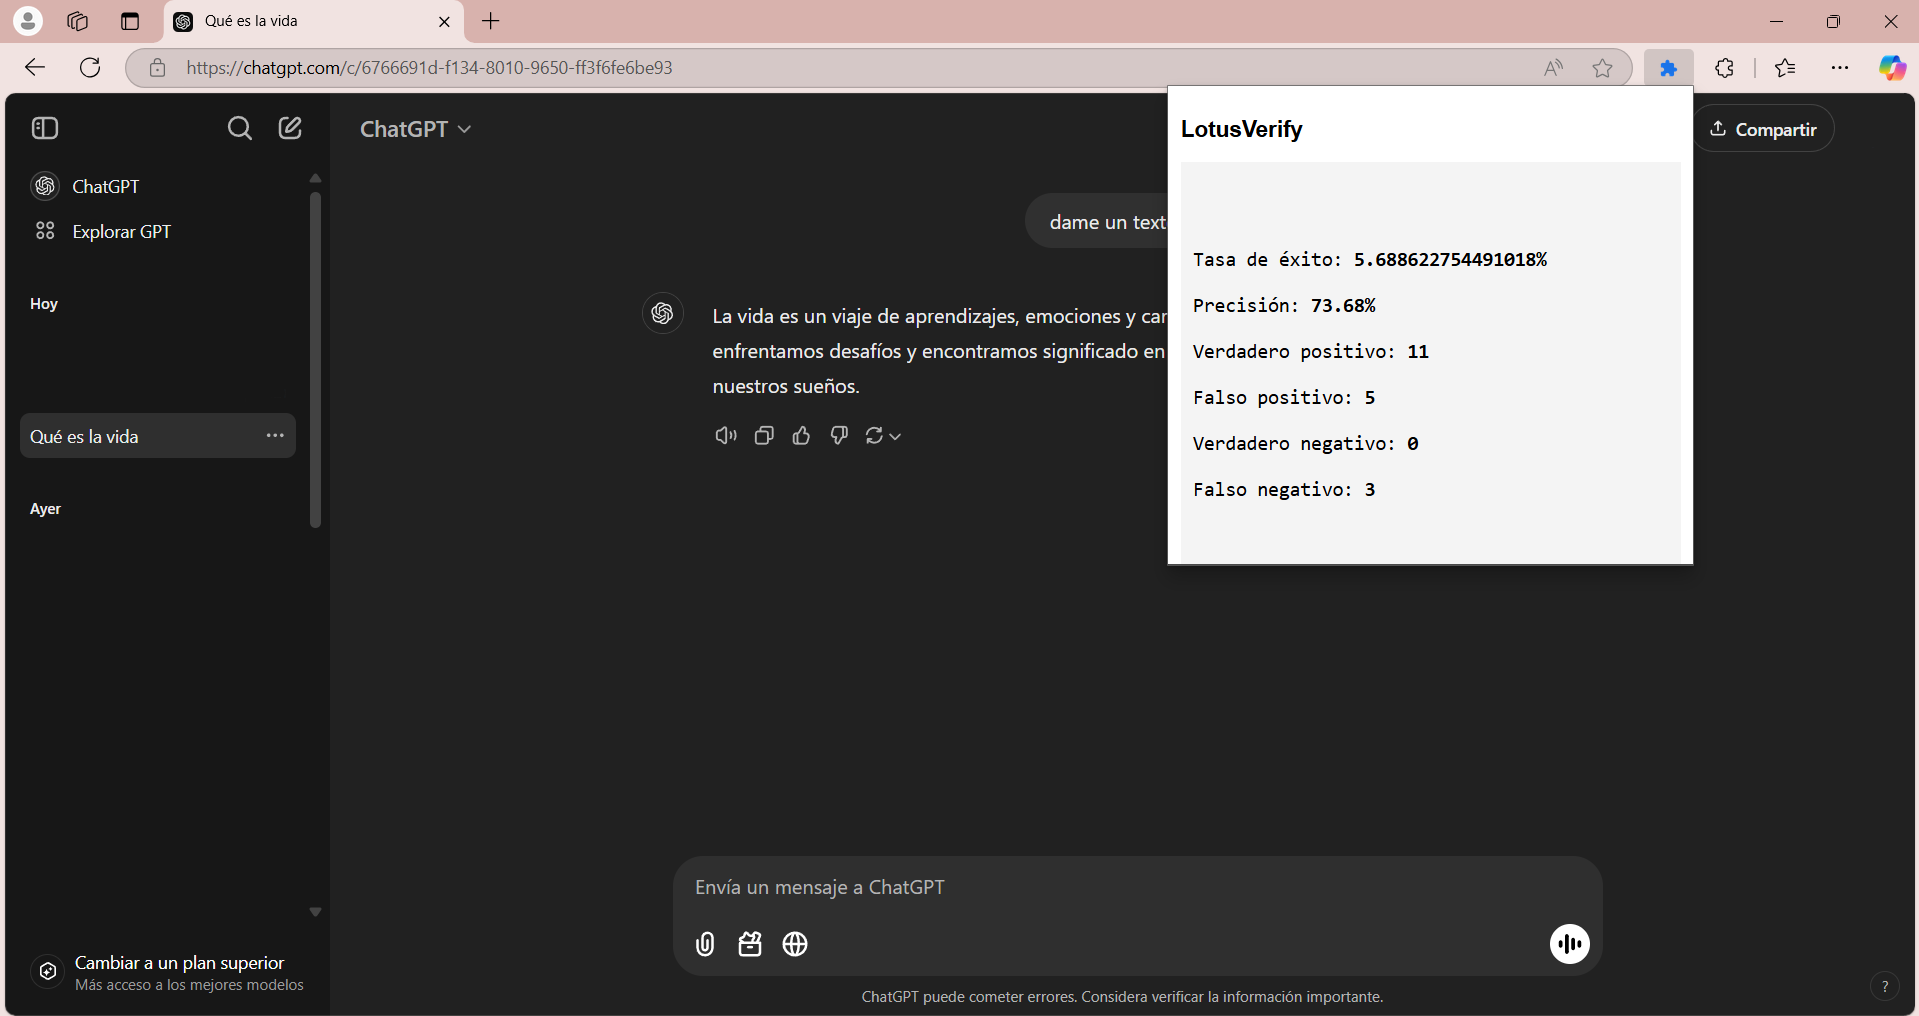 Qué es la vida
https://chatgpt.com/c/6766691d-f134-8010-9650-ff3f6fe6be93
ChatGPT
Explorar GPT
Hoy
Qué es la vida
Ayer
Cambiar a un plan superior
Más acceso a los mejores modelos
ChatGPT
Compartir
dame un text
La vida es un viaje de aprendizajes, emociones y
enfrentamos desafíos y encontramos significado en
nuestros sueños.
LotusVerify
Tasa de éxito: 5.688622754491018%
Precisión: 73.68%
Verdadero positivo: 11
Falso positivo: 5
Verdadero negativo: 0
Falso negativo: 3
Envía un mensaje a ChatGPT
ChatGPT puede cometer errores. Considera verificar la información importante.
?